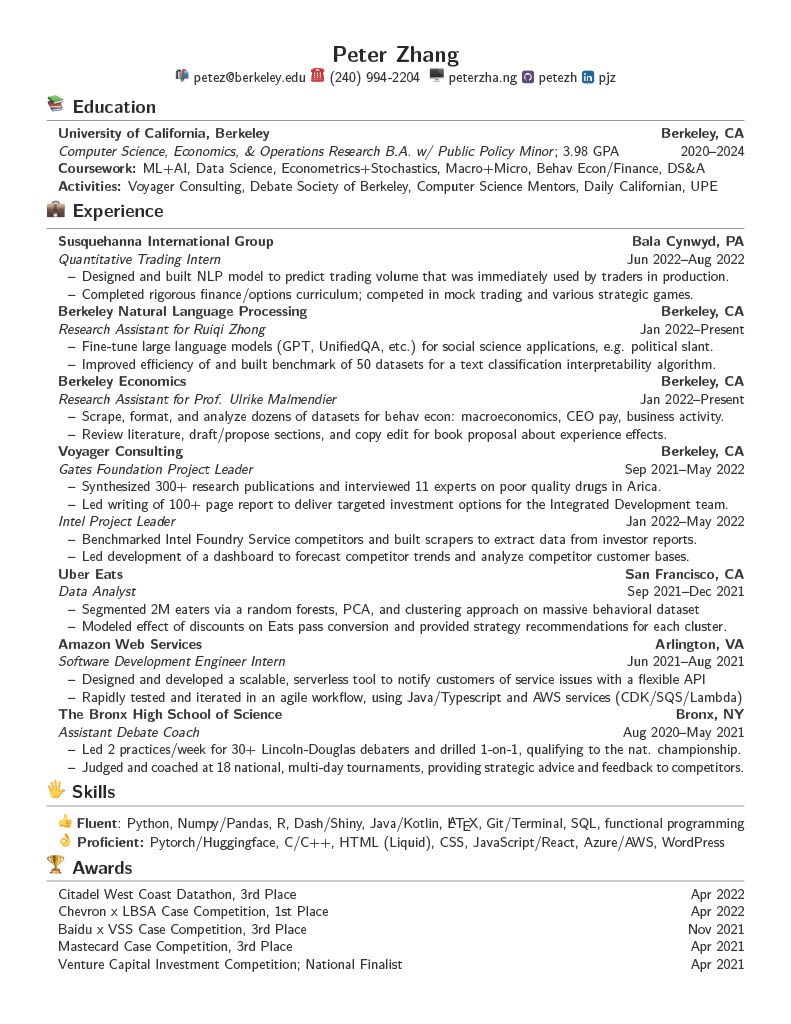 Peter Zhang
petez@berkeley.edu (240) 994-2204 peterzha.ng petezh pjz
Education
University of California, Berkeley Berkeley, CA
Computer Science, Economics, & Operations Research B.A. w/ Public Policy Minor; 3.98 GPA 2020–2024
Coursework: ML+AI, Data Science, Econometrics+Stochastics, Macro+Micro, Behav Econ/Finance, DS&A
Activities: Voyager Consulting, Debate Society of Berkeley, Computer Science Mentors, Daily Californian, UPE
Experience
Susquehanna International Group Bala Cynwyd, PA
Quantitative Trading Intern Jun 2022–Aug 2022
– Designed and built NLP model to predict trading volume that was immediately used by traders in production.
– Completed rigorous finance/options curriculum; competed in mock trading and various strategic games.
Berkeley Natural Language Processing Berkeley, CA
Research Assistant for Ruiqi Zhong Jan 2022–Present
– Fine-tune large language models (GPT, UnifiedQA, etc.) for social science applications, e.g. political slant.
– Improved efficiency of and built benchmark of 50 datasets for a text classification interpretability algorithm.
Berkeley Economics Berkeley, CA
Research Assistant for Prof. Ulrike Malmendier Jan 2022–Present
– Scrape, format, and analyze dozens of datasets for behav econ: macroeconomics, CEO pay, business activity.
– Review literature, draft/propose sections, and copy edit for book proposal about experience effects.
Voyager Consulting Berkeley, CA
Gates Foundation Project Leader Sep 2021–May 2022
– Synthesized 300+ research publications and interviewed 11 experts on poor quality drugs in Arica.
– Led writing of 100+ page report to deliver targeted investment options for the Integrated Development team.
Intel Project Leader Jan 2022–May 2022
– Benchmarked Intel Foundry Service competitors and built scrapers to extract data from investor reports.
– Led development of a dashboard to forecast competitor trends and analyze competitor customer bases.
Uber Eats San Francisco, CA
Data Analyst Sep 2021–Dec 2021
– Segmented 2M eaters via a random forests, PCA, and clustering approach on massive behavioral dataset
– Modeled effect of discounts on Eats pass conversion and provided strategy recommendations for each cluster.
Amazon Web Services Arlington, VA
Software Development Engineer Intern Jun 2021–Aug 2021
– Designed and developed a scalable, serverless tool to notify customers of service issues with a flexible API
– Rapidly tested and iterated in an agile workflow, using Java/Typescript and AWS services (CDK/SQS/Lambda)
The Bronx High School of Science Bronx, NY
Assistant Debate Coach Aug 2020–May 2021
– Led 2 practices/week for 30+ Lincoln-Douglas debaters and drilled 1-on-1, qualifying to the nat. championship.
– Judged and coached at 18 national, multi-day tournaments, providing strategic advice and feedback to competitors.
Skills
Fluent: Python, Numpy/Pandas, R, Dash/Shiny, Java/Kotlin, LATEX, Git/Terminal, SQL, functional programming
Proficient: Pytorch/Huggingface, C/C++, HTML (Liquid), CSS, JavaScript/React, Azure/AWS, WordPress
Awards
Citadel West Coast Datathon, 3rd Place Apr 2022
Chevron x LBSA Case Competition, 1st Place Apr 2022
Baidu x VSS Case Competition, 3rd Place Nov 2021
Mastecard Case Competition, 3rd Place Apr 2021
Venture Capital Investment Competition; National Finalist Apr 2021